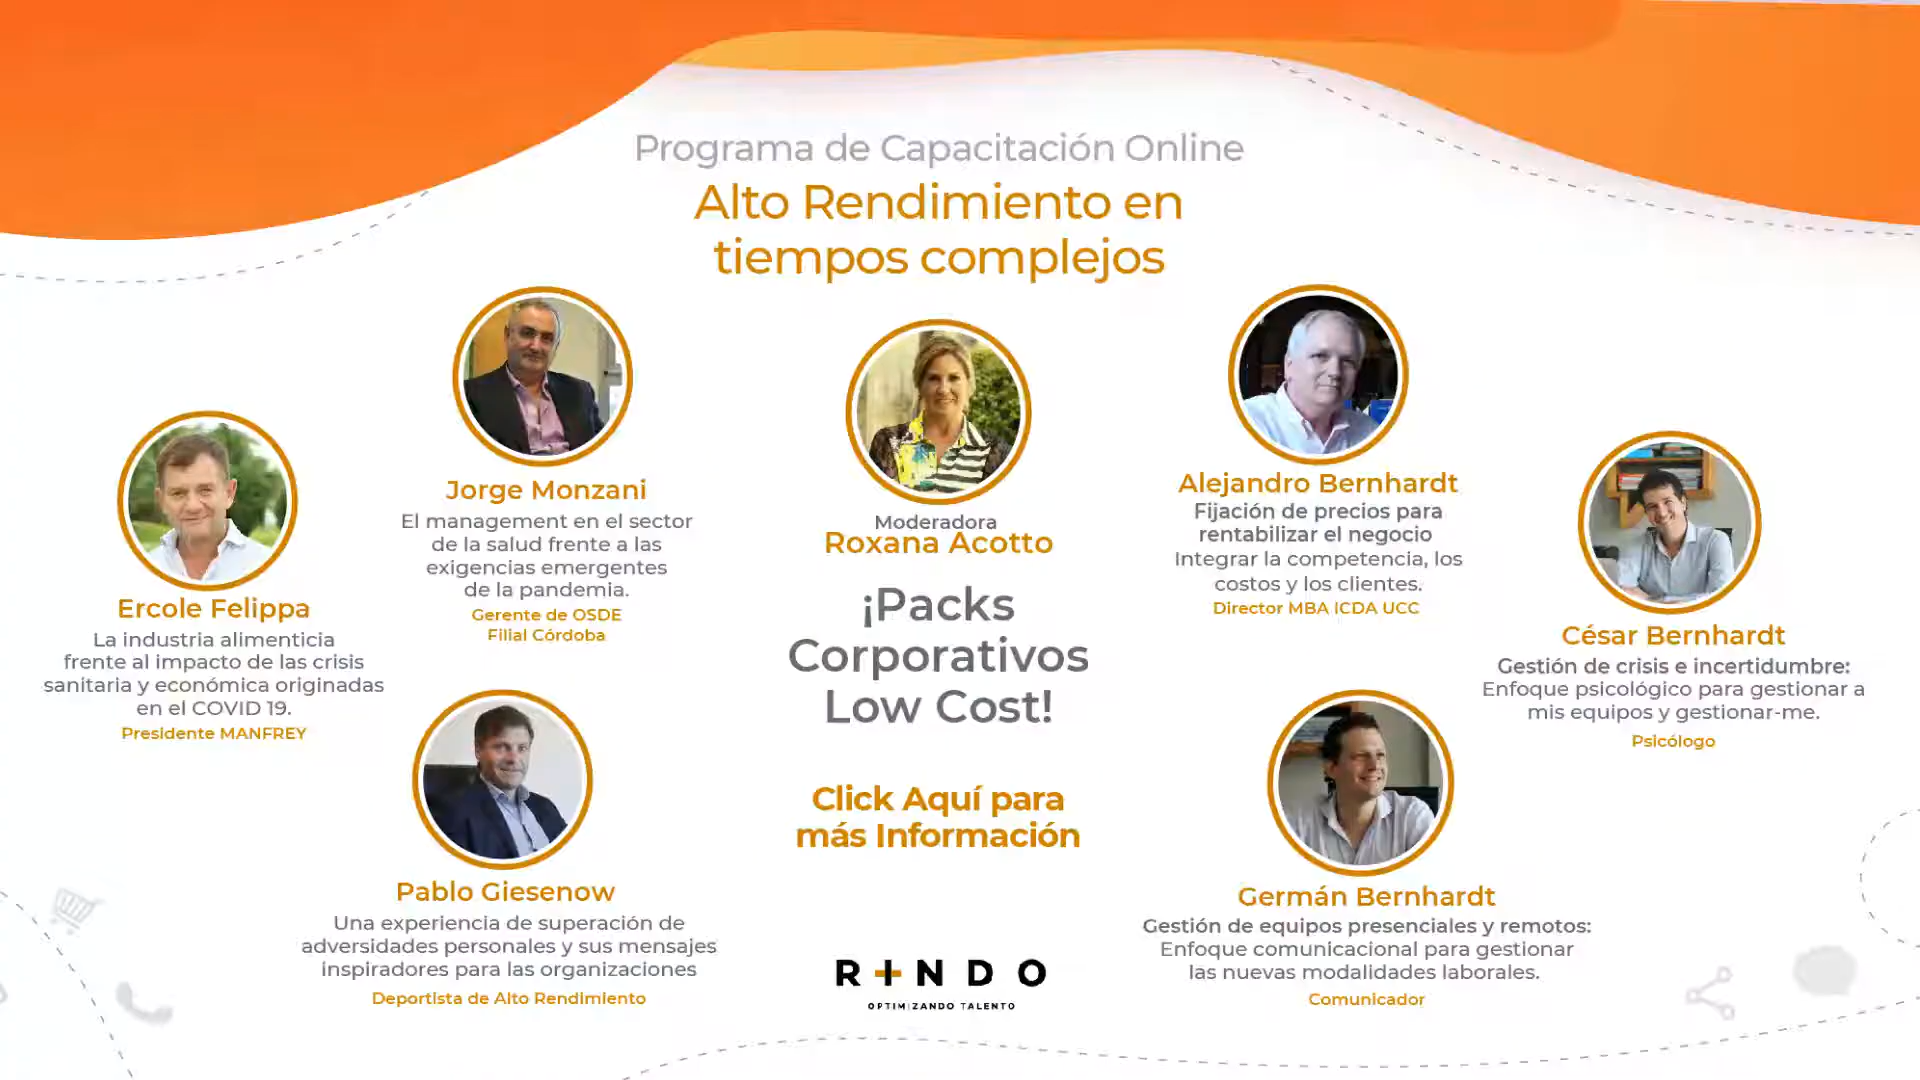 Programa de Capacitación Online
Alto Rendimiento en
tiempos complejos
Ercole Felippa
La industria alimenticia
frente al impacto de las crisis
sanitaria y económica originadas
en el COVID 19.
Presidente MANFREY
Jorge Monzani
El management en el sector
de la salud frente a las
exigencias emergentes
de la pandemia.
Gerente de OSDE
Filial Córdoba
Pablo Giesenow
Una experiencia de superación de
adversidades personales y sus mensajes
inspiradores para las organizaciones
Deportista de Alto Rendimiento
Moderadora
Roxana Acotto
¡Packs
Corporativos
Low Cost!
Click Aquí para
más Información
R+NDO
OPTIMIZANDO TALENTO
Alejandro Bernhardt
Fijación de precios para
rentabilizar el negocio
Integrar la competencia, los
costos y los clientes.
Director MBA ICDA UCC
César Bernhardt
Gestión de crisis e incertidumbre:
Enfoque psicológico para gestionar a
mis equipos y gestionar-me.
Psicólogo
Germán Bernhardt
Gestión de equipos presenciales y remotos:
Enfoque comunicacional para gestionar
las nuevas modalidades laborales.
Comunicador